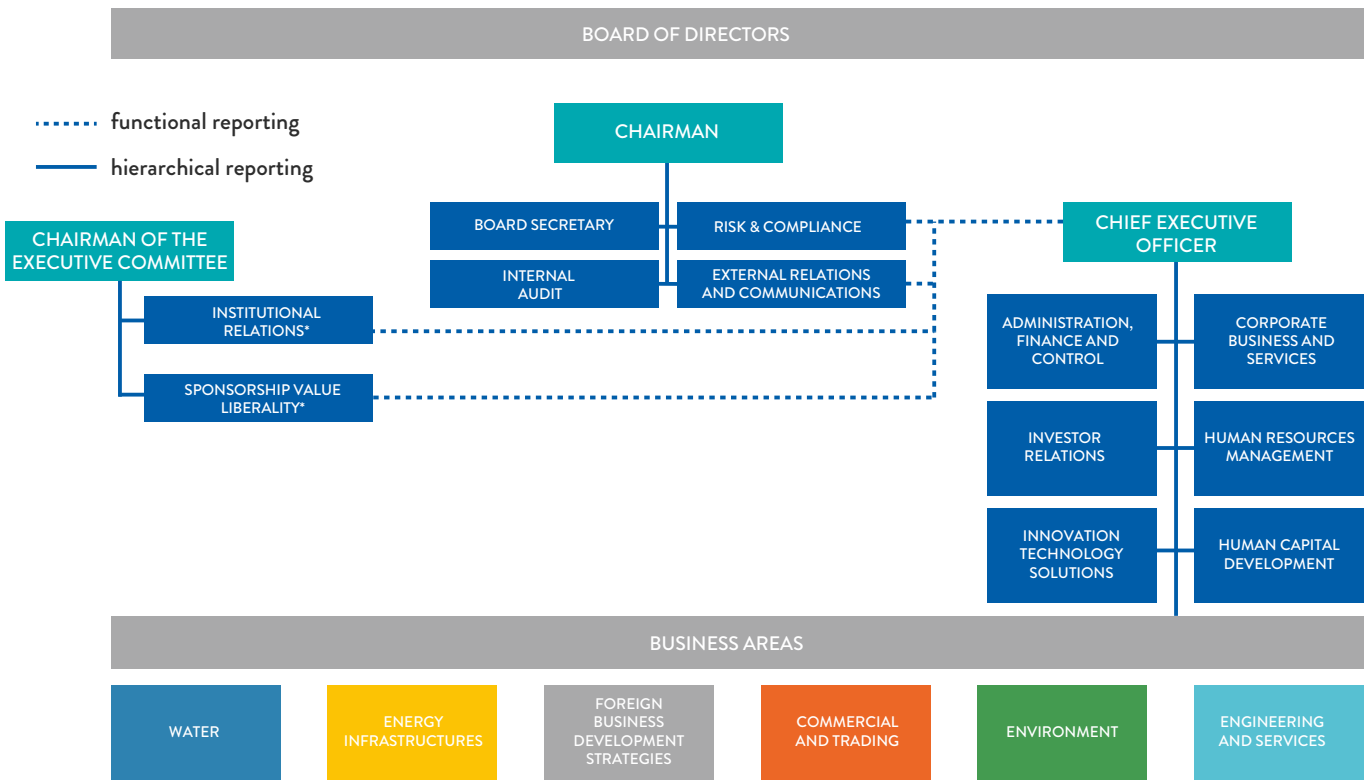 BOARD OF DIRECTORS
functional reporting
hierarchical reporting
CHAIRMAN
BOARD SECRETARY
RISK & COMPLIANCE
INTERNAL
AUDIT
EXTERNAL RELATIONS
AND COMMUNICATIONS
CHAIRMAN OF THE
EXECUTIVE COMMITTEE
INSTITUTIONAL
RELATIONS*
SPONSORSHIP VALUE
LIBERALITY*
CHIEF EXECUTIVE
OFFICER
ADMINISTRATION,
FINANCE AND
CONTROL
CORPORATE
BUSINESS AND
SERVICES
INVESTOR
RELATIONS
HUMAN RESOURCES
MANAGEMENT
INNOVATION
TECHNOLOGY
SOLUTIONS
HUMAN CAPITAL
DEVELOPMENT
BUSINESS AREAS
WATER
ENERGY
INFRASTRUCTURES
FOREIGN
BUSINESS
DEVELOPMENT
STRATEGIES
COMMERCIAL
AND TRADING
ENVIRONMENT
ENGINEERING
AND SERVICES